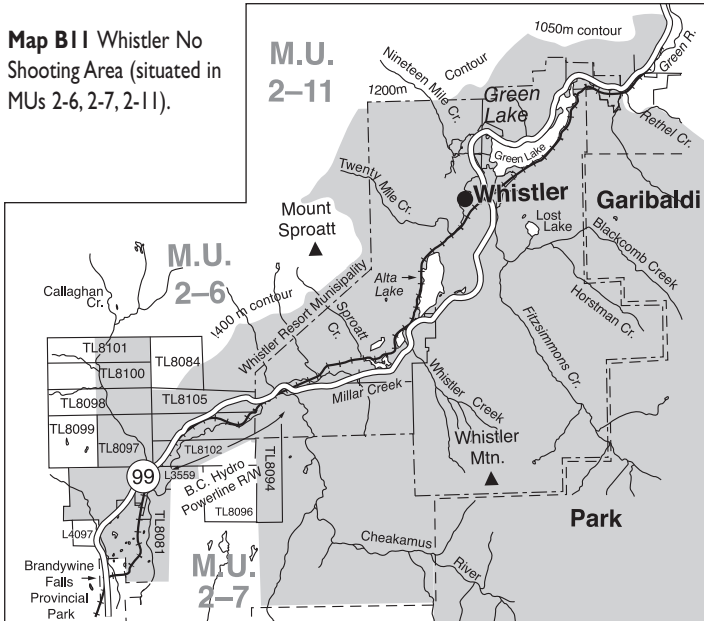 Map B11 Whistler No
Shooting Area (situated in
MUs 2-6, 2-7, 2-11).
M.U.
2–11
1050m contour
Green R.
Nineteen Mile Cr.
Contour
1200m
Green
Lake
Green Lake
Rethel Cr.
Twenty Mile Cr.
Whistler
Garibaldi
Mount
Sproatt
Lost
Lake
Blackcomb Creek
M.U.
2–6
Alta
Lake
Horstman Cr.
Callaghan
Cr.
1400 m contour
Whistler Resort Munisipality
Sproatt
Cr.
Fitzsimmons Cr.
TL8101
TL8084
TL8100
TL8098
TL8105
Millar Creek
Whistler Creek
TL8099
TL8097
TL8102
Whistler
Mtn.
99
L3559
B.C. Hydro
Powerline R/W
TL8094
TL8096
Park
L4097
TL8081
Cheakamus
River
Brandywine
Falls
Provincial
Park
M.U.
2–7